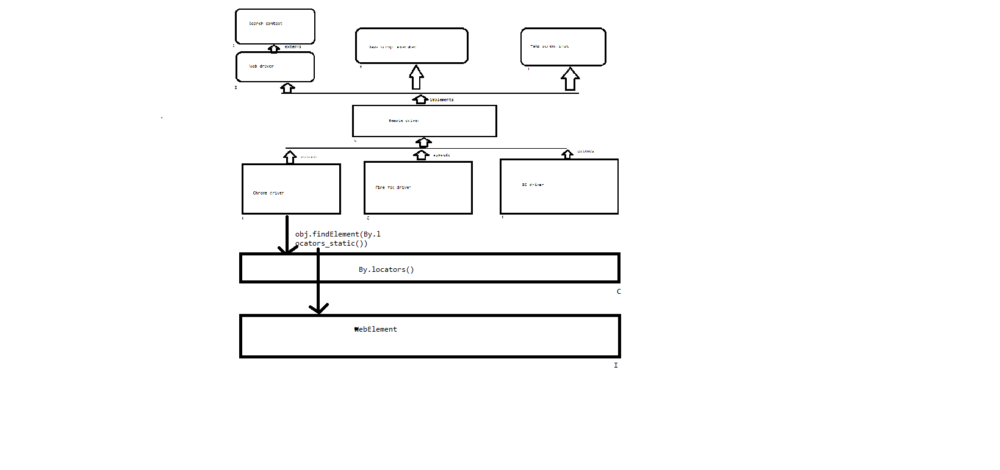 Search context
extends
Web driver
I
Java script executer
I
Take screen shot
I
implements
Remote driver
C
extends
extends
extends
Chrome driver
Fire fox driver
C
IE driver
obj.findElement(By.l
ocators_static())
By.locators()
C
WebElement
I